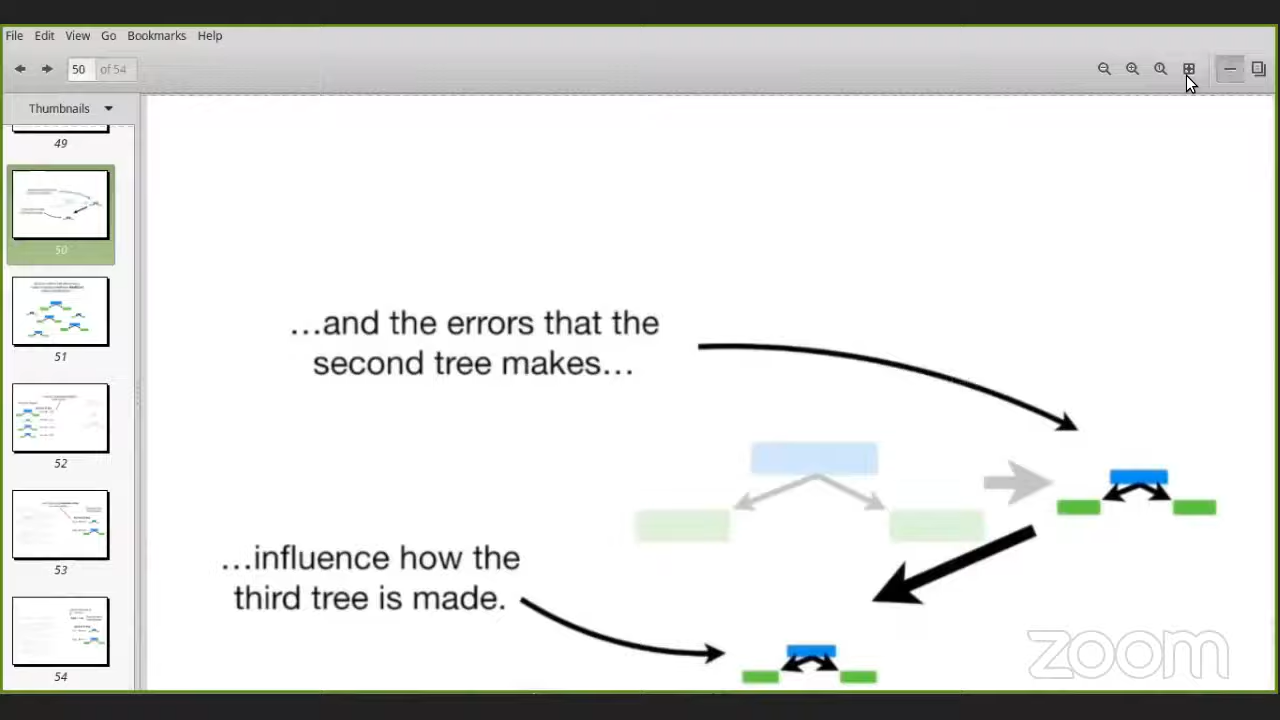 File Edit View Go Bookmarks Help
50 of 54
Thumbnails
49
50
51
52
53
54
…and the errors that the
second tree makes…
…influence how the
third tree is made.
zoom